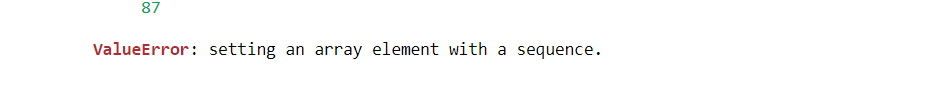 87
ValueError: setting an array element with a sequence.